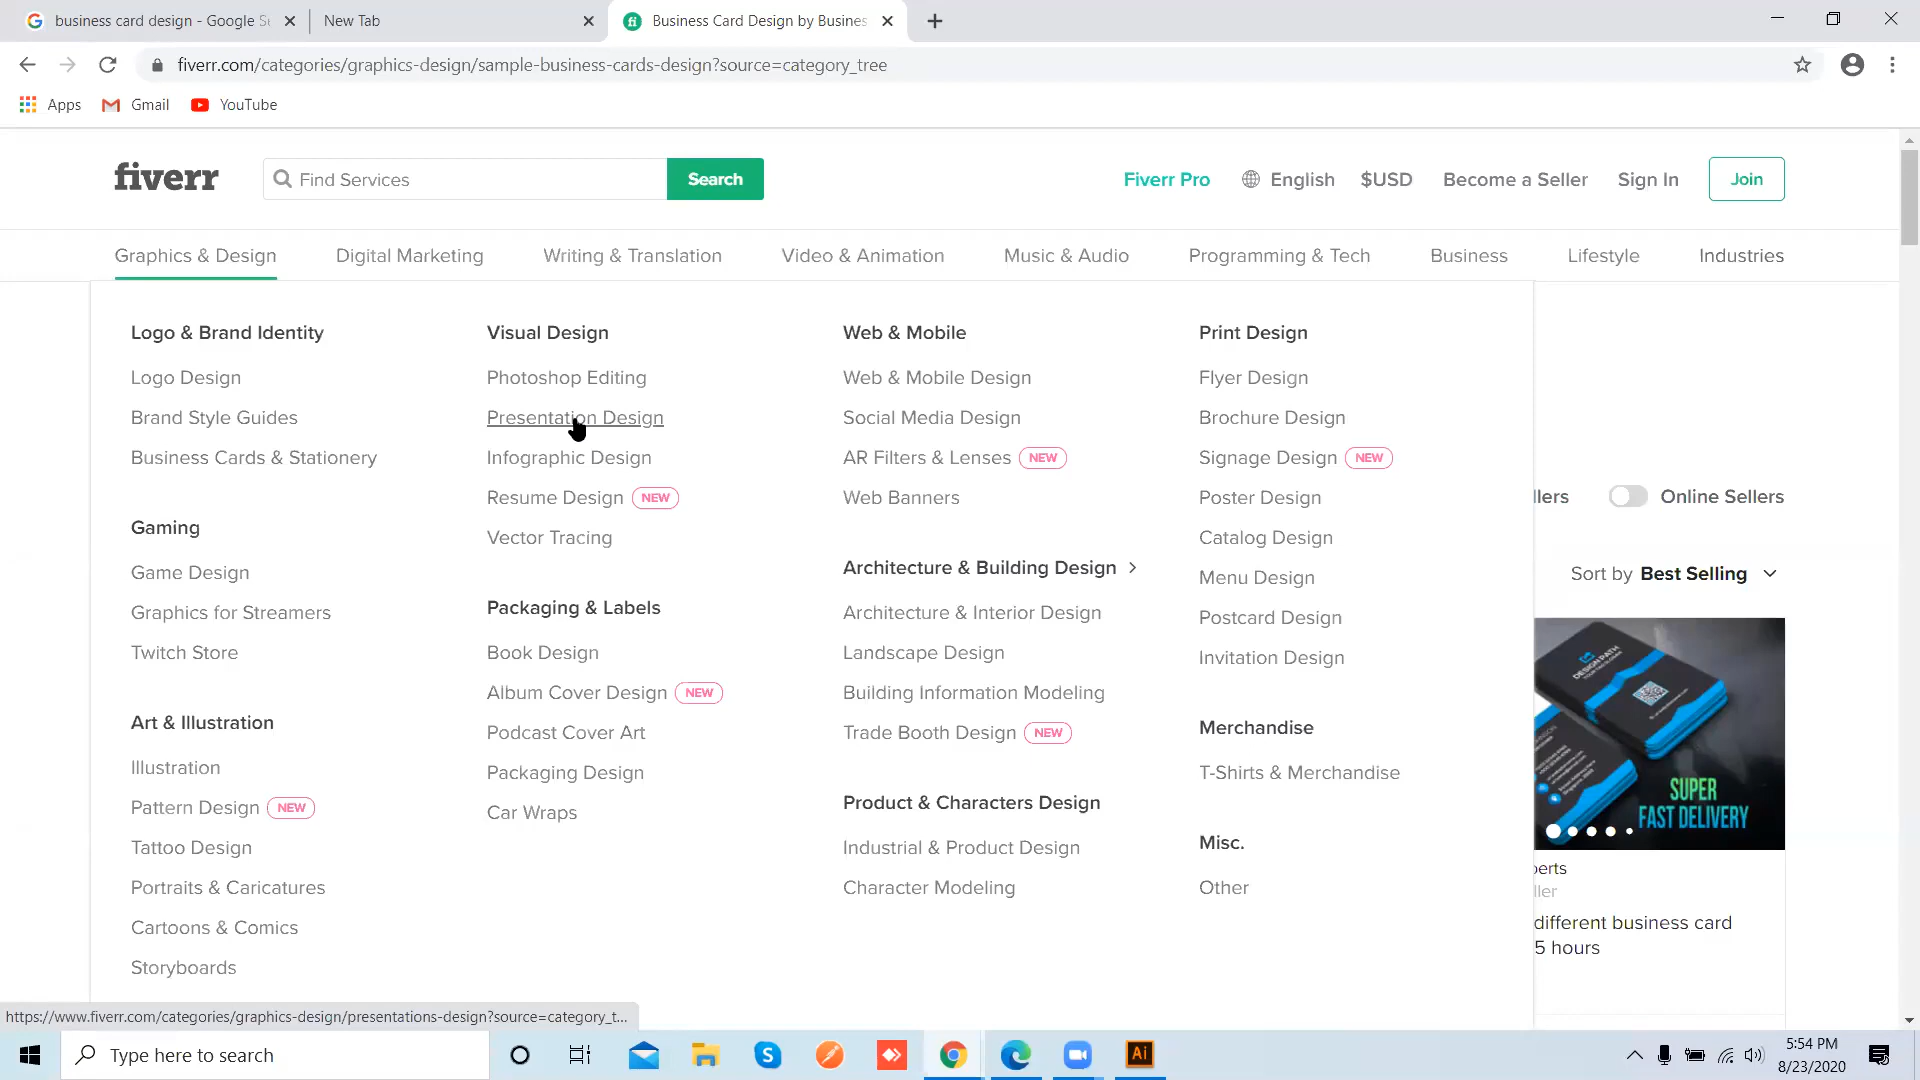 business card design - Google Se
New Tab
Business Card Design by Busines
fiverr.com/categories/graphics-design/sample-business-cards-design?source=category_tree
Apps
Gmail
YouTube
fiverr
Find Services
Search
Fiverr Pro
English
$USD
Become a Seller
Sign In
Join
Graphics & Design
Digital Marketing
Writing & Translation
Video & Animation
Music & Audio
Programming & Tech
Business
Lifestyle
Industries
Logo & Brand Identity
Logo Design
Brand Style Guides
Business Cards & Stationery
Gaming
Game Design
Graphics for Streamers
Twitch Store
Art & Illustration
Illustration
Pattern Design NEW
Tattoo Design
Portraits & Caricatures
Cartoons & Comics
Storyboards
Visual Design
Photoshop Editing
Presentation Design
Infographic Design
Resume Design NEW
Vector Tracing
Packaging & Labels
Book Design
Album Cover Design NEW
Podcast Cover Art
Packaging Design
Car Wraps
Web & Mobile
Web & Mobile Design
Social Media Design
AR Filters & Lenses NEW
Web Banners
Architecture & Building Design
Architecture & Interior Design
Landscape Design
Building Information Modeling
Trade Booth Design NEW
Product & Characters Design
Industrial & Product Design
Character Modeling
Print Design
Flyer Design
Brochure Design
Signage Design NEW
Poster Design
Catalog Design
Menu Design
Postcard Design
Invitation Design
Merchandise
T-Shirts & Merchandise
Misc.
Other
llers
Online Sellers
Sort by Best Selling
DESIGN PATH
SUPER
FAST DELIVERY
perts
ller
different business card
5 hours
https://www.fiverr.com/categories/graphics-design/presentations-design?source=category_t...
Type here to search
Ai
5:54 PM
8/23/2020